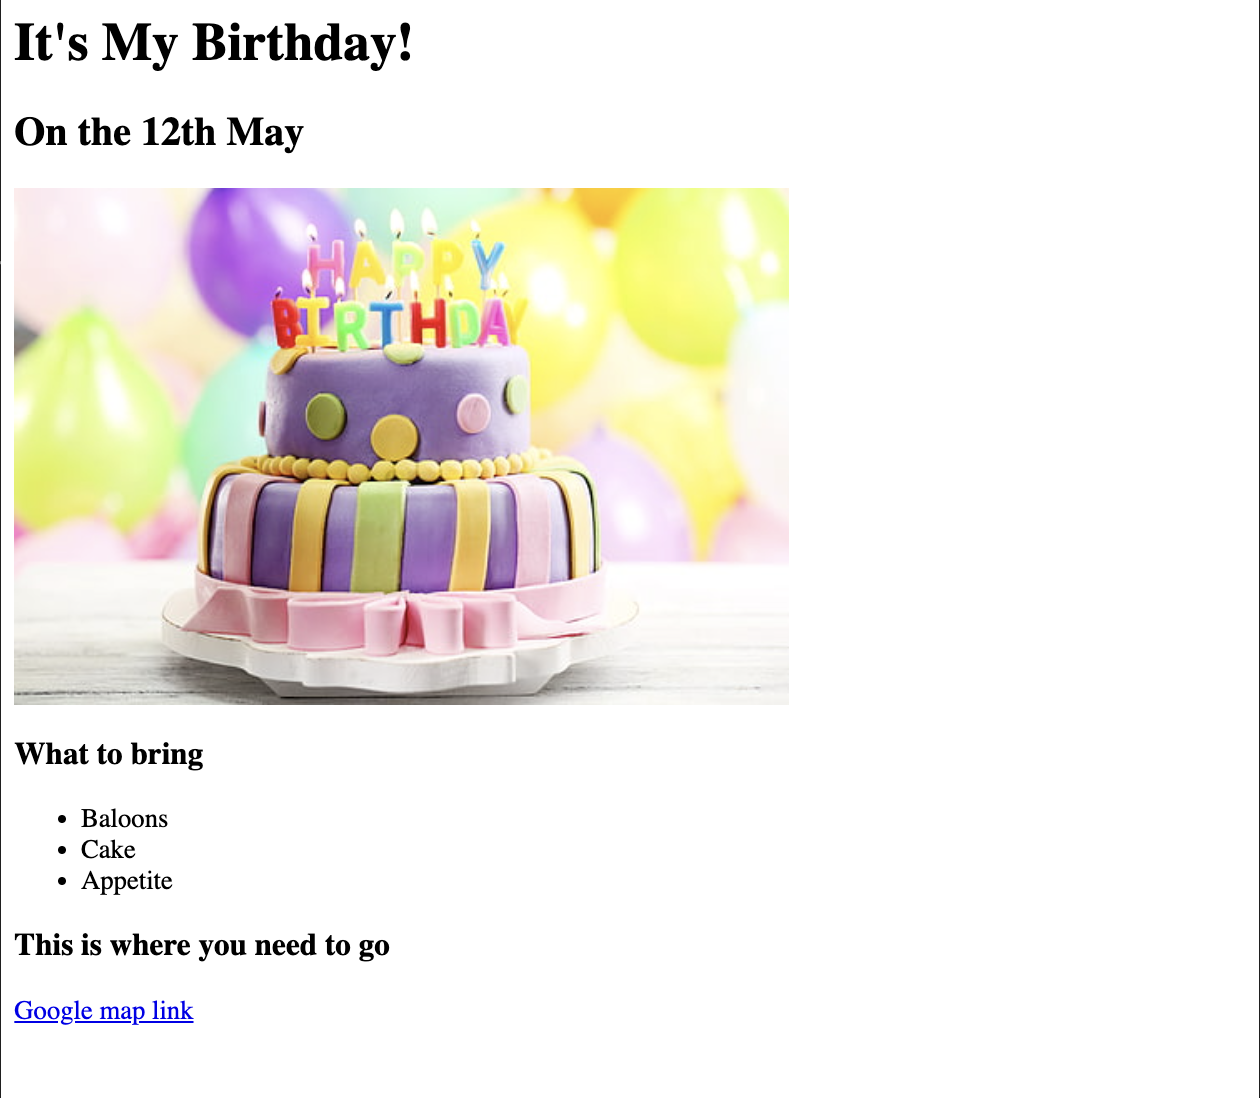 It's My Birthday!
On the 12th May
HAPPY
BIRTHDAY
What to bring
Baloons
Cake
Appetite
This is where you need to go
Google map link